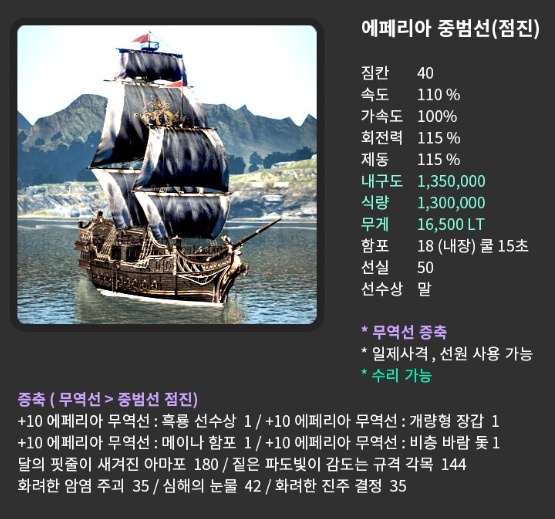 에페리아 중범선(점진)
짐칸 40
속도 110 %
가속도 100%
회전력 115 %
제동 115 %
내구도 1,350,000
식량 1,300,000
무게 16,500 LT
함포 18 (내장) 쿨 15초
선실 50
선수상 말
* 무역선 증축
* 일제사격 , 선원 사용 가능
* 수리 가능
증축 ( 무역선 > 중범선 점진)
+10 에페리아 무역선 : 흑룡 선수상 1 / +10 에페리아 무역선 : 개량형 장갑 1
+10 에페리아 무역선 : 메이나 함포 1 / +10 에페리아 무역선 : 비층 바람 돛 1
달의 핏줄이 새겨진 아마포 180 / 짙은 파도빛이 감도는 규격 각목 144
화려한 암염 주괴 35 / 심해의 눈물 42 / 화려한 진주 결정 35